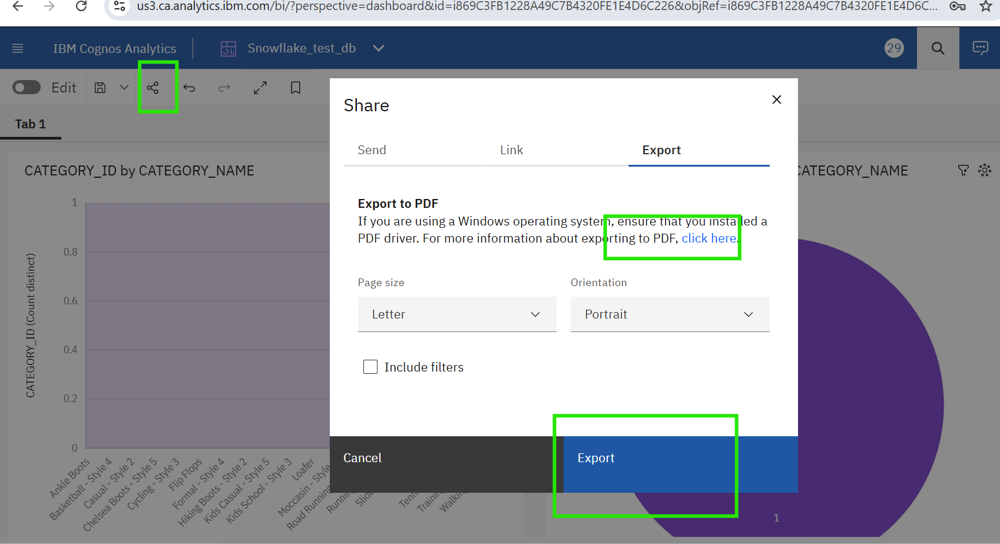 us3.ca.analytics.ibm.com/bi/?perspective=dashboard&id=i869C3FB1228A49C7B4320FE1E4D6C226&objRef=i869C3FB1228A49C7B4320FE1E4D6C...
IBM Cognos Analytics
Snowflake_test_db
29
Edit
Tab 1
CATEGORY_ID by CATEGORY_NAME
1
0.8
0.6
0.4
0.2
0
CATEGORY_ID (Count distinct)
Ankle Boots
Basketball - Style 4
Casual - Style 2
Chelsea Boots - Style 5
Cycling - Style 3
Flip Flops
Formal - Style 4
Hiking Boots - Style 2
Kids Casual - Style 5
Kids School - Style 3
Loafer
Moccasin - Style
Road Running
Running
Slide
Tenn
Training
Walking
Share
Send
Link
Export
Export to PDF
If you are using a Windows operating system, ensure that you installed a
PDF driver. For more information about exporting to PDF, click here.
Page size
Orientation
Letter
Portrait
Include filters
Cancel
Export
CATEGORY_NAME
1